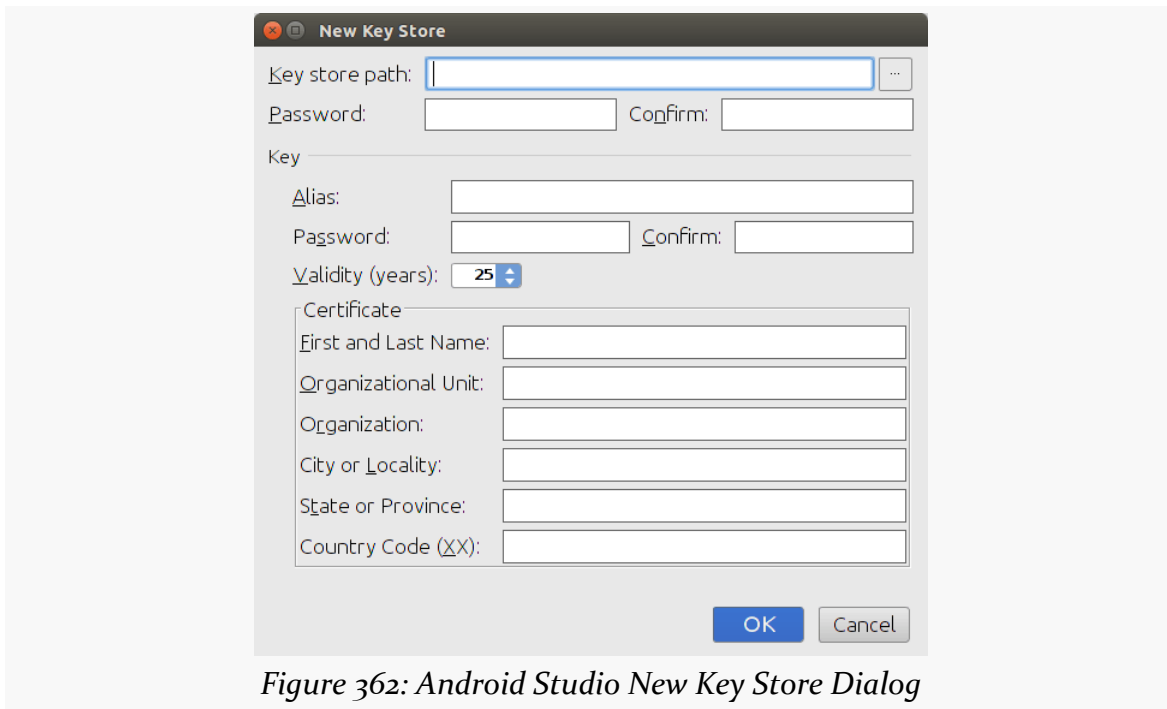 New Key Store
Key store path: ...
Password: Confirm:
Key
Alias:
Password: Confirm:
Validity (years): 25
Certificate
First and Last Name:
Organizational Unit:
Organization:
City or Locality:
State or Province:
Country Code (XX):
OK Cancel
Figure 362: Android Studio New Key Store Dialog